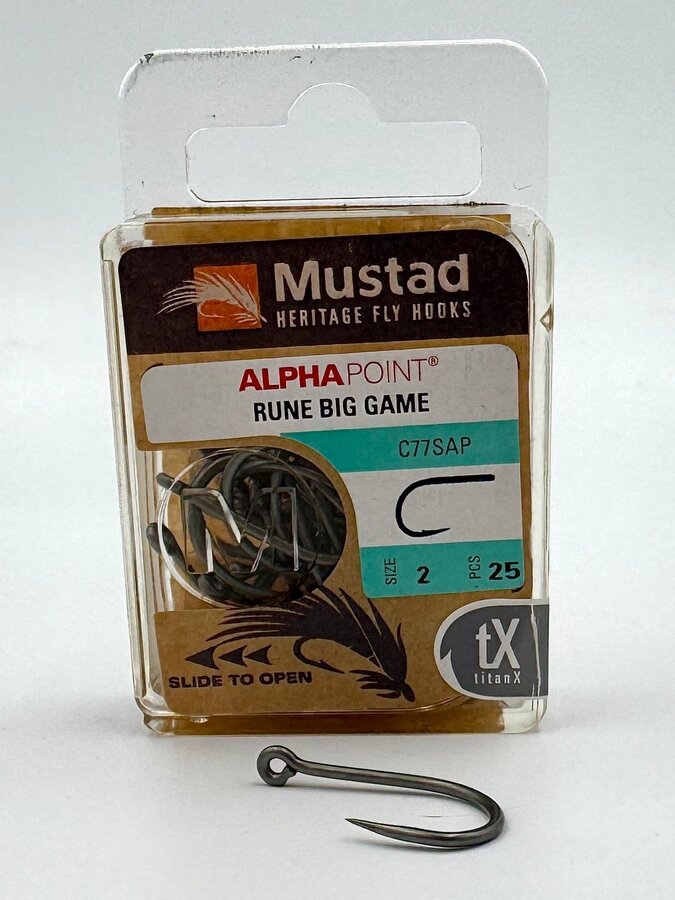 Mustad
HERITAGE FLY HOOKS
ALPHAPOINT®
RUNE BIG GAME
C77SAP
SIZE 2 PCS 25
tX
titanX
SLIDE TO OPEN